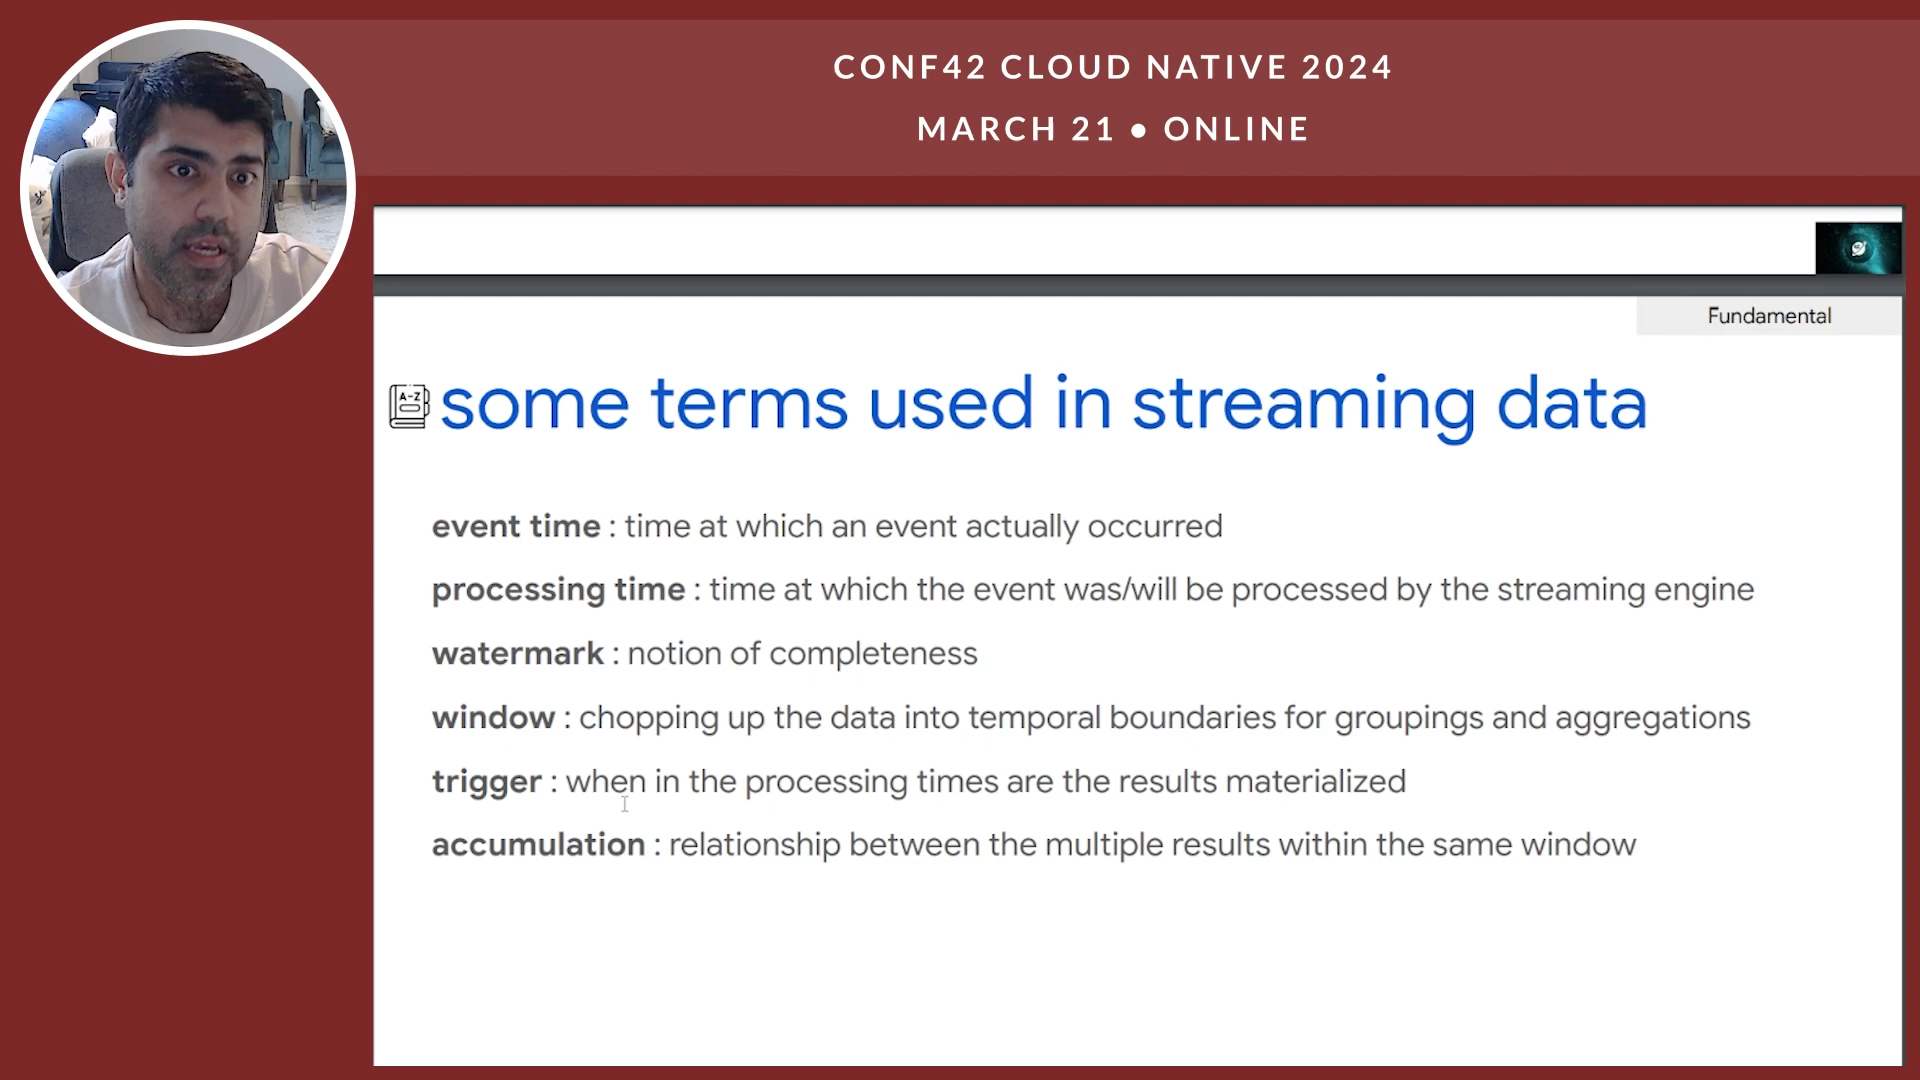 CONF42 CLOUD NATIVE 2024
MARCH 21 • ONLINE
Fundamental
A-Z
some terms used in streaming data
event time : time at which an event actually occurred
processing time : time at which the event was/will be processed by the streaming engine
watermark : notion of completeness
window : chopping up the data into temporal boundaries for groupings and aggregations
trigger : when in the processing times are the results materialized
accumulation : relationship between the multiple results within the same window